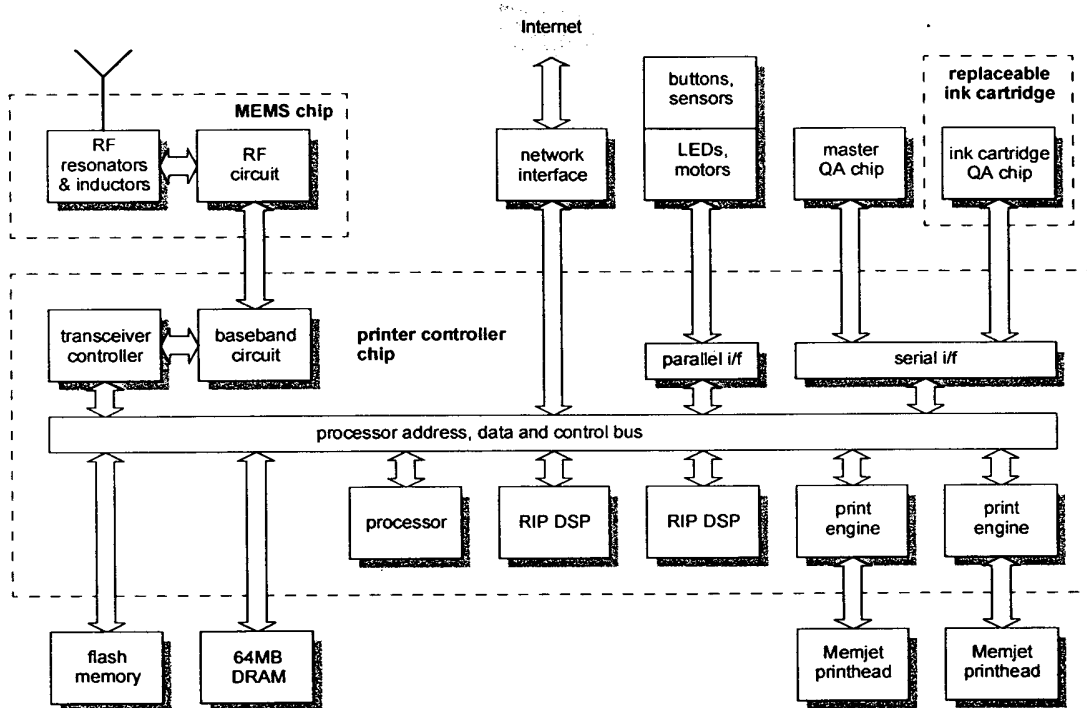 Internet
buttons,
sensors
replaceable
ink cartridge
MEMS chip
RF
resonators
& inductors
RF
circuit
network
interface
LEDs,
motors
master
QA chip
ink cartridge
QA chip
transceiver
controller
baseband
circuit
printer controller
chip
parallel i/f
serial i/f
processor address, data and control bus
processor
RIP DSP
RIP DSP
print
engine
print
engine
flash
memory
64MB
DRAM
Memjet
printhead
Memjet
printhead